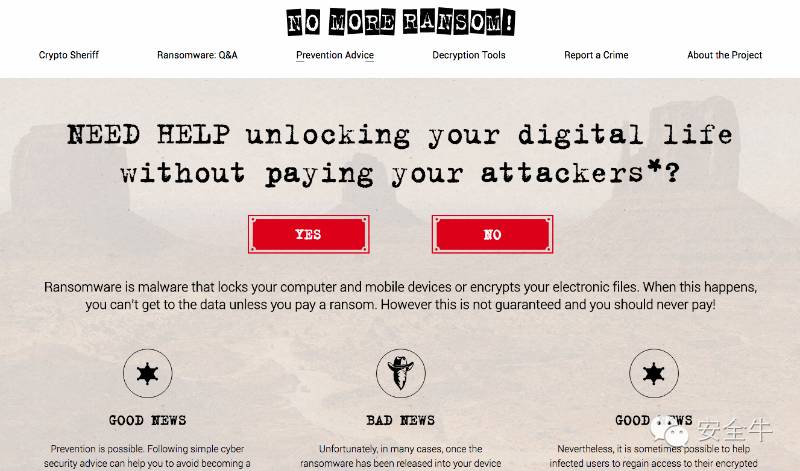 NO MORE RANSOM!
Crypto Sheriff
Ransomware: Q&A
Prevention Advice
Decryption Tools
Report a Crime
About the Project
NEED HELP unlocking your digital life
without paying your attackers*?
YES
NO
Ransomware is malware that locks your computer and mobile devices or encrypts your electronic files. When this happens,
you can't get to the data unless you pay a ransom. However this is not guaranteed and you should never pay!
GOOD NEWS
Prevention is possible. Following simple cyber
security advice can help you to avoid becoming a
BAD NEWS
Unfortunately, in many cases, once the
ransomware has been released into your device
GOOD
Nevertheless, it is sometimes possible to help
infected users to regain access to their encrypted
安全牛